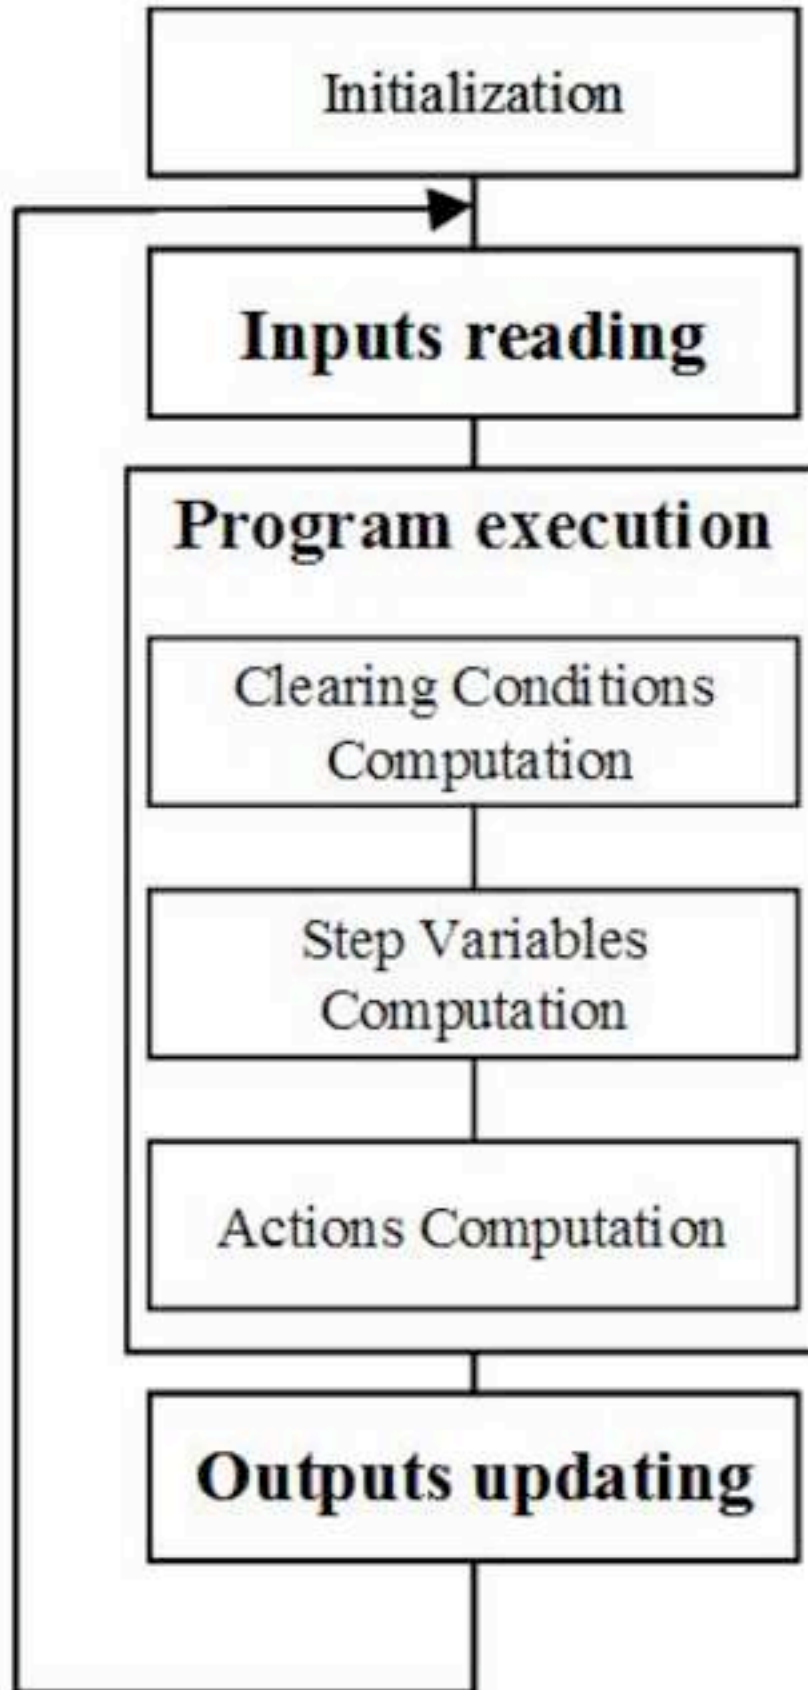 Initialization
Inputs reading
Program execution
Clearing Conditions
Computation
Step Variables
Computation
Actions Computation
Outputs updating